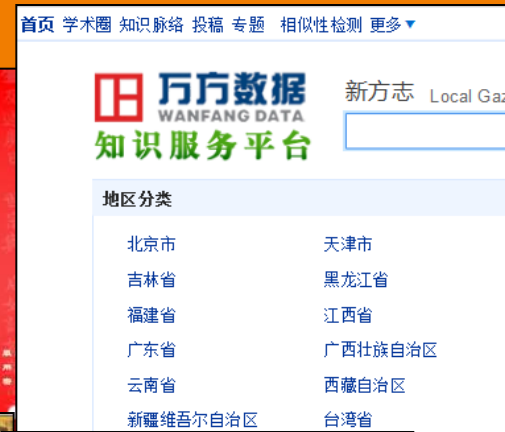 首页 学术圈 知识脉络 投稿 专题 相似性检测 更多▼
万方数据
WANFANG DATA
知识服务平台
新方志 Local Gaz
地区分类
北京市 天津市
吉林省 黑龙江省
福建省 江西省
广东省 广西壮族自治区
云南省 西藏自治区
新疆维吾尔自治区 台湾省